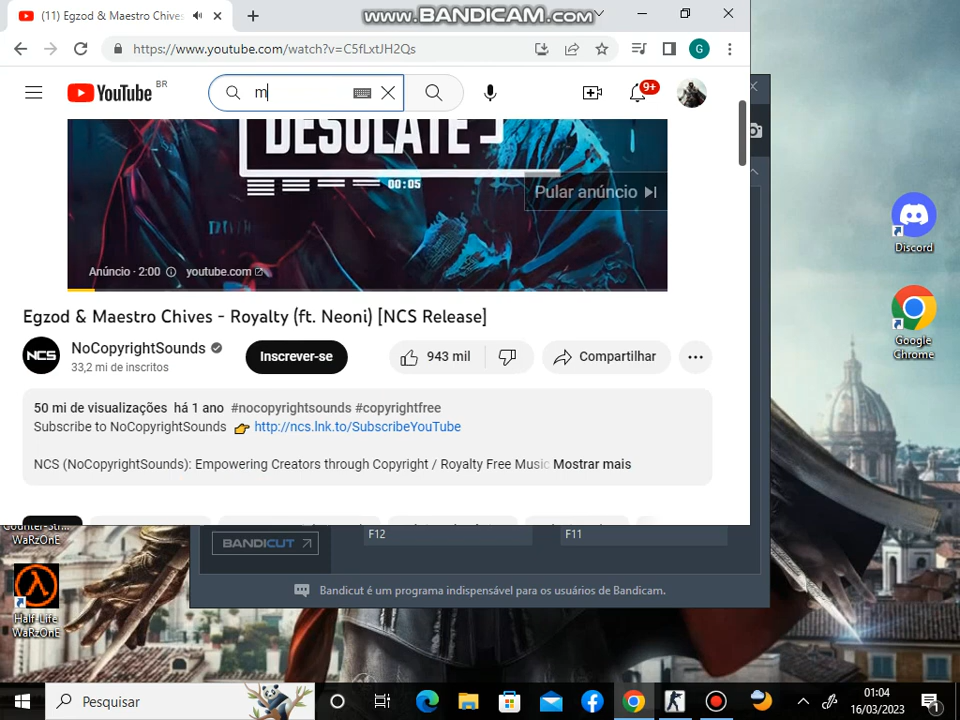 (11) Egzod & Maestro Chives
WWW.BANDICAM.COM
https://www.youtube.com/watch?v=C5fLxtJH2Qs
G
YouTube BR
m
9+
DESOLATE
00:05
Pular anúncio
Anúncio · 2:00 youtube.com
Egzod & Maestro Chives - Royalty (ft. Neoni) [NCS Release]
NCS
NoCopyrightSounds
33,2 mi de inscritos
Inscrever-se
943 mil
Compartilhar
50 mi de visualizações há 1 ano #nocopyrightsounds #copyrightfree
Subscribe to NoCopyrightSounds 👉 http://ncs.lnk.to/SubscribeYouTube
NCS (NoCopyrightSounds): Empowering Creators through Copyright / Royalty Free Music Mostrar mais
Discord
Google
Chrome
Counter-Str...
WaRzOnE
Half-Life
WaRzOnE
BANDICUT
F12
F11
Bandicut é um programa indispensável para os usuários de Bandicam.
Pesquisar
01:04
16/03/2023
1